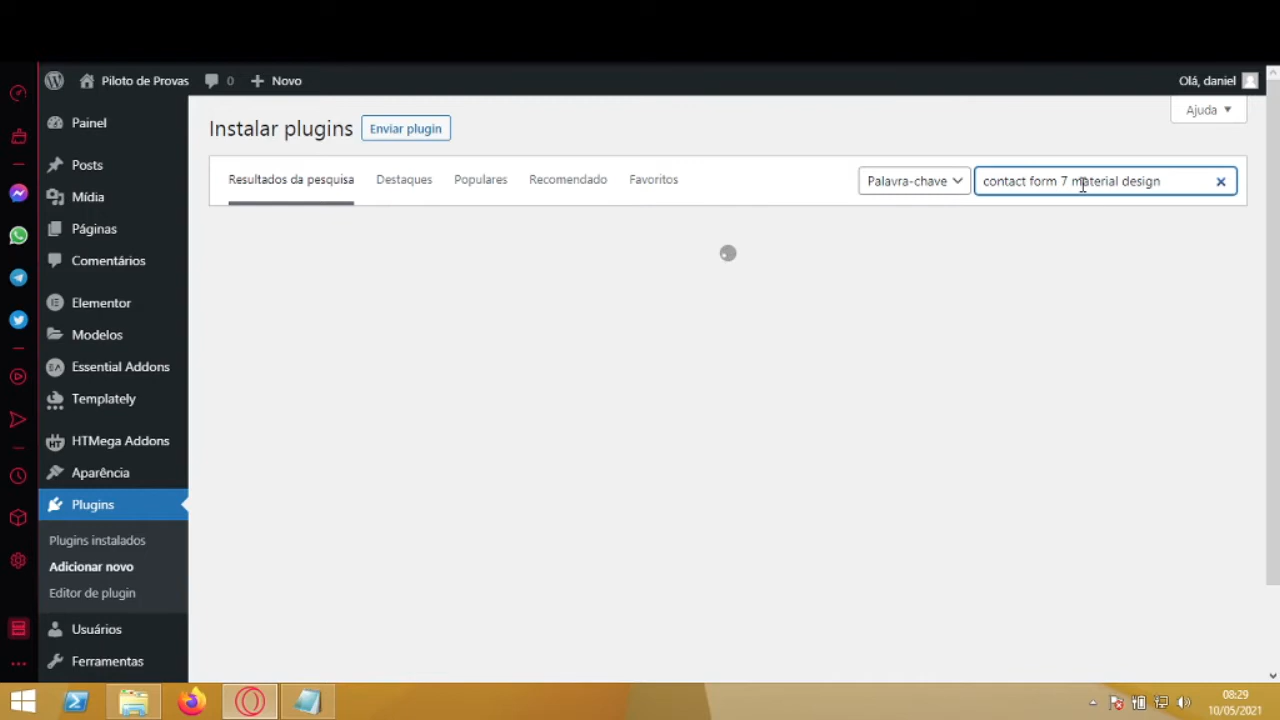 Piloto de Provas
0
Novo
Olá, daniel
Ajuda
Instalar plugins
Enviar plugin
Resultados da pesquisa
Destaques
Populares
Recomendado
Favoritos
Palavra-chave
contact form 7 material design
Painel
Posts
Mídia
Páginas
Comentários
Elementor
Modelos
Essential Addons
Templately
HTMega Addons
Aparência
Plugins
Plugins instalados
Adicionar novo
Editor de plugin
Usuários
Ferramentas
08:29
10/05/2021